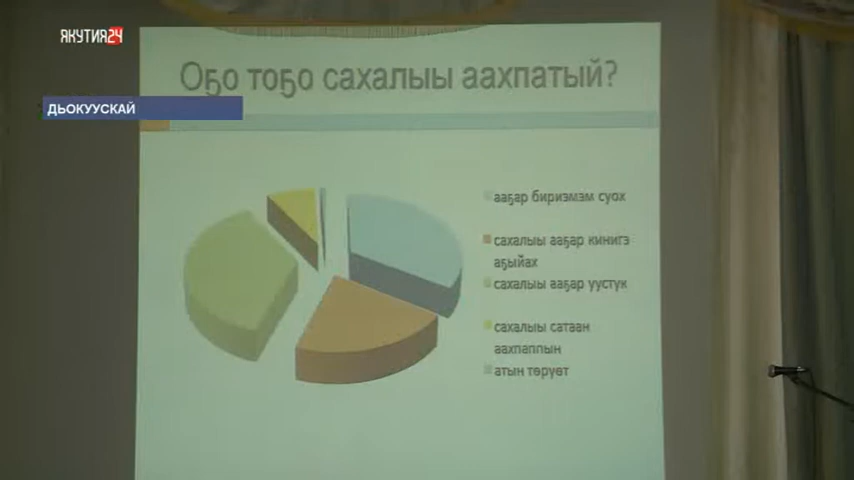 ЯКУТИЯ24
Оҕо тоҕо сахалыы аахпатый?
ДЬОКУУСКАЙ
ааҕар биризмэм суох
сахалыы ааҕар кинигэ
аҕыйах
сахалыы ааҕар уустук
сахалыы сатаан
аахпаппын
атын төрүөт